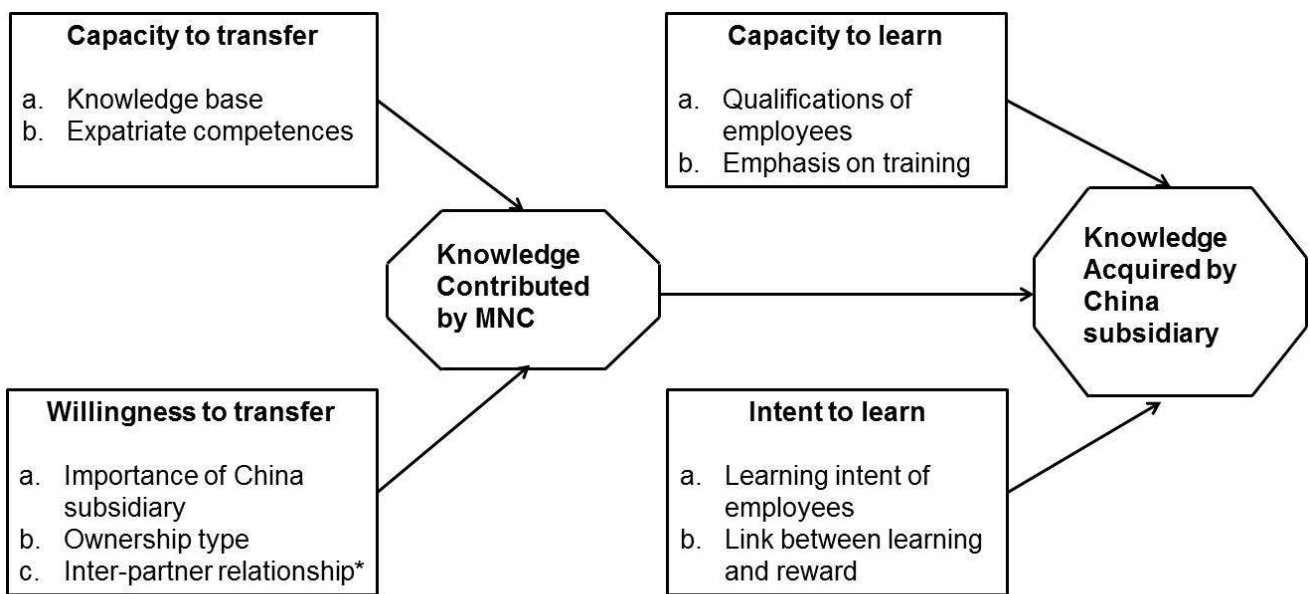 Capacity to transfer
a. Knowledge base
b. Expatriate competences
Capacity to learn
a. Qualifications of
employees
b. Emphasis on training
Knowledge
Contributed
by MNC
Knowledge
Acquired by
China
subsidiary
Willingness to transfer
a. Importance of China
subsidiary
b. Ownership type
c. Inter-partner relationship*
Intent to learn
a. Learning intent of
employees
b. Link between learning
and reward